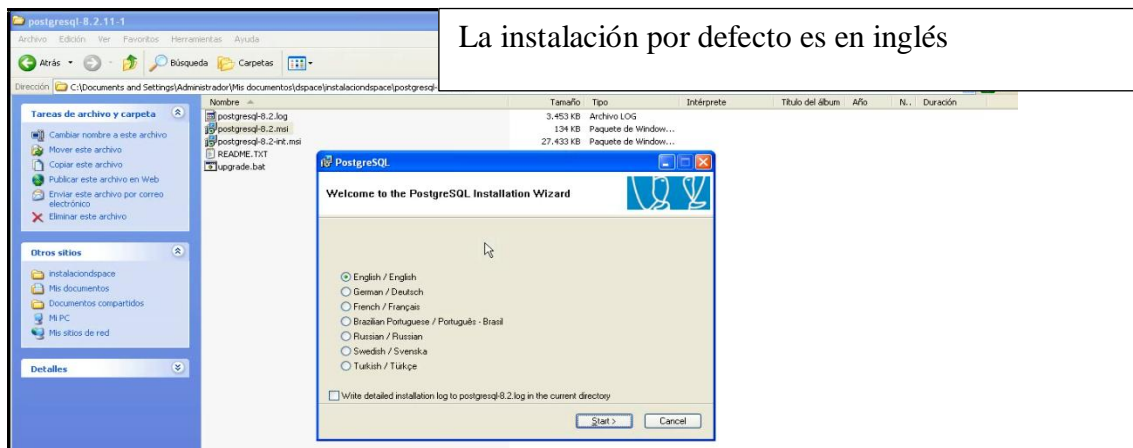 postgresql-8.2.11-1
La instalación por defecto es en inglés
Archivo Edición Ver Favoritos Herramientas Ayuda
Atrás Búsqueda Carpetas
Dirección C:\Documents and Settings\Administrador\Mis documentos\dspace\instalaciondspace\postgresql-
Nombre Tamaño Tipo Intérprete Título del álbum Año N.. Duración
postgresql-8.2.log 3.453 KB Archivo LOG
postgresql-8.2.msi 134 KB Paquete de Window...
postgresql-8.2-int.msi 27.433 KB Paquete de Window...
README.TXT
upgrade.bat
Tareas de archivo y carpeta
Cambiar nombre a este archivo
Mover este archivo
Copiar este archivo
Publicar este archivo en Web
Enviar este archivo por correo
electrónico
Eliminar este archivo
Otros sitios
instalaciondspace
Mis documentos
Documentos compartidos
Mi PC
Mis sitios de red
Detalles
PostgreSQL
Welcome to the PostgreSQL Installation Wizard
English / English
German / Deutsch
French / Français
Brazilian Portuguese / Português - Brasil
Russian / Russian
Swedish / Svenska
Turkish / Türkçe
Write detailed installation log to postgresql-8.2.log in the current directory
Start > Cancel